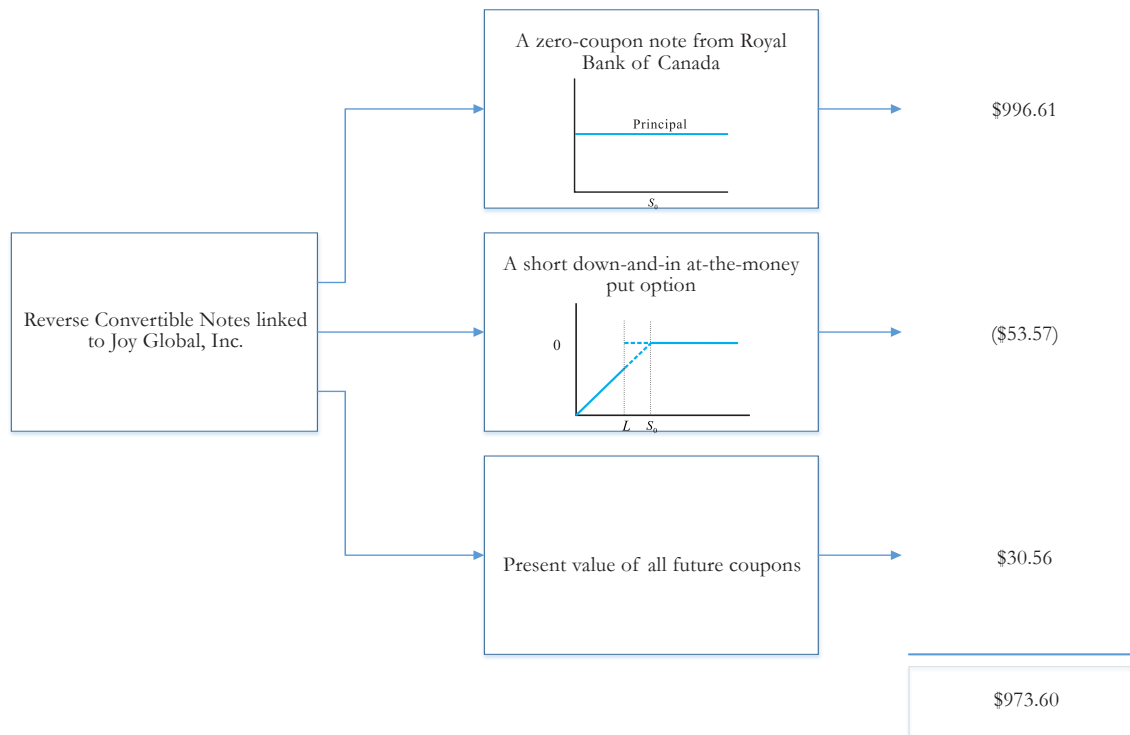 A zero-coupon note from Royal
Bank of Canada
Principal
S₀
$996.61
Reverse Convertible Notes linked
to Joy Global, Inc.
A short down-and-in at-the-money
put option
0
L S₀
($53.57)
Present value of all future coupons
$30.56
$973.60